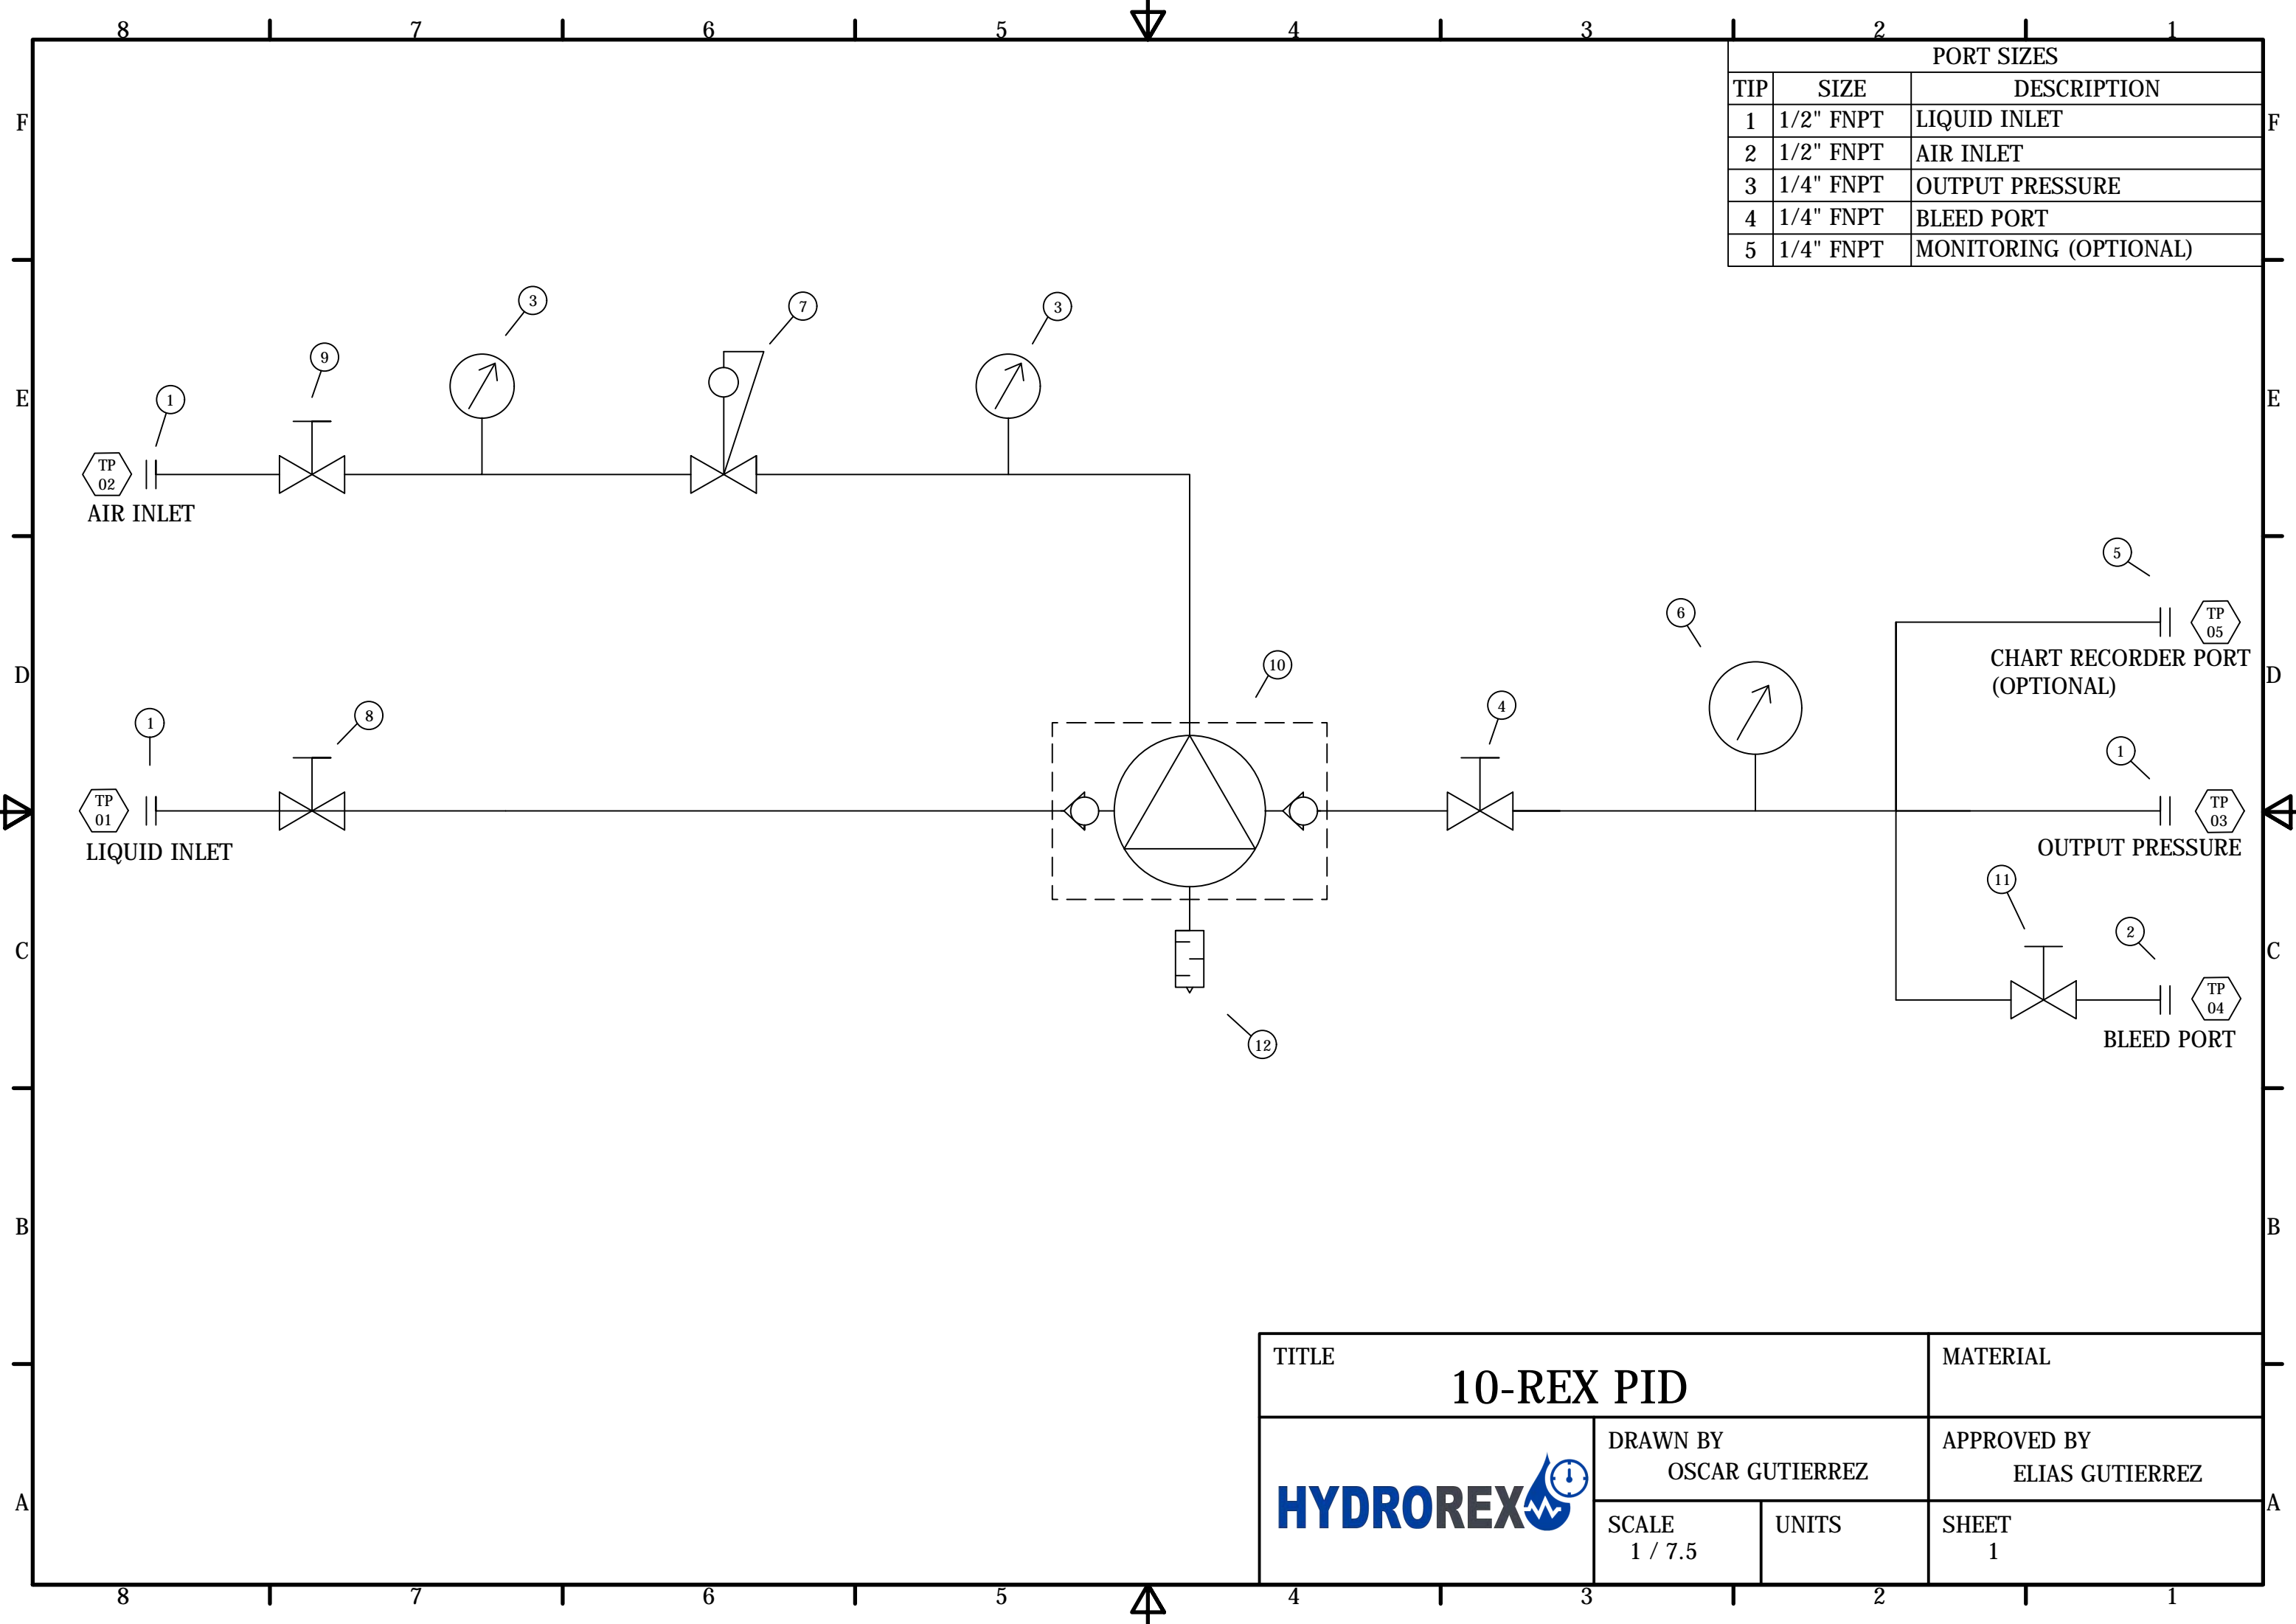 8 7 6 5 4 3 2 1
PORT SIZES
TIP SIZE DESCRIPTION
1 1/2" FNPT LIQUID INLET
2 1/2" FNPT AIR INLET
3 1/4" FNPT OUTPUT PRESSURE
4 1/4" FNPT BLEED PORT
5 1/4" FNPT MONITORING (OPTIONAL)
F F
3 7 3
9
1
E E
TP
02
AIR INLET
5
6
TP
05
CHART RECORDER PORT
(OPTIONAL)
10
D D
4
8
1
1
TP
01
LIQUID INLET
TP
03
OUTPUT PRESSURE
11
2
C C
TP
04
BLEED PORT
12
B B
TITLE
10-REX PID
MATERIAL
HYDROREX
DRAWN BY
OSCAR GUTIERREZ
APPROVED BY
ELIAS GUTIERREZ
A A
SCALE
1 / 7.5
UNITS
SHEET
1
8 7 6 5 4 3 2 1